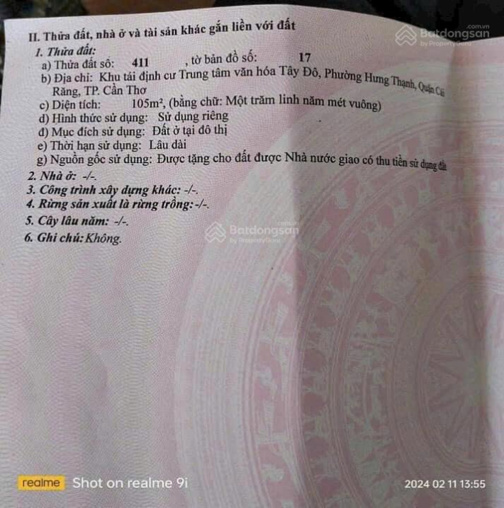 II. Thửa đất, nhà ở và tài sản khác gắn liền với đất
1. Thửa đất:
a) Thửa đất số: 411 , tờ bản đồ số: 17
b) Địa chỉ: Khu tái định cư Trung tâm văn hóa Tây Đô, Phường Hưng Thạnh, Quận Cái
Răng, TP. Cần Thơ
c) Diện tích: 105m², (bằng chữ: Một trăm linh năm mét vuông)
d) Hình thức sử dụng: Sử dụng riêng
đ) Mục đích sử dụng: Đất ở tại đô thị
e) Thời hạn sử dụng: Lâu dài
g) Nguồn gốc sử dụng: Được tặng cho đất được Nhà nước giao có thu tiền sử dụng đất
2. Nhà ở: -/-.
3. Công trình xây dựng khác: -/-.
4. Rừng sản xuất là rừng trồng: -/-.
5. Cây lâu năm: -/-.
6. Ghi chú: Không.
Batdongsan.com.vn
by PropertyGuru
Batdongsan
by PropertyGuru
realme Shot on realme 9i
2024 02 11 13:55